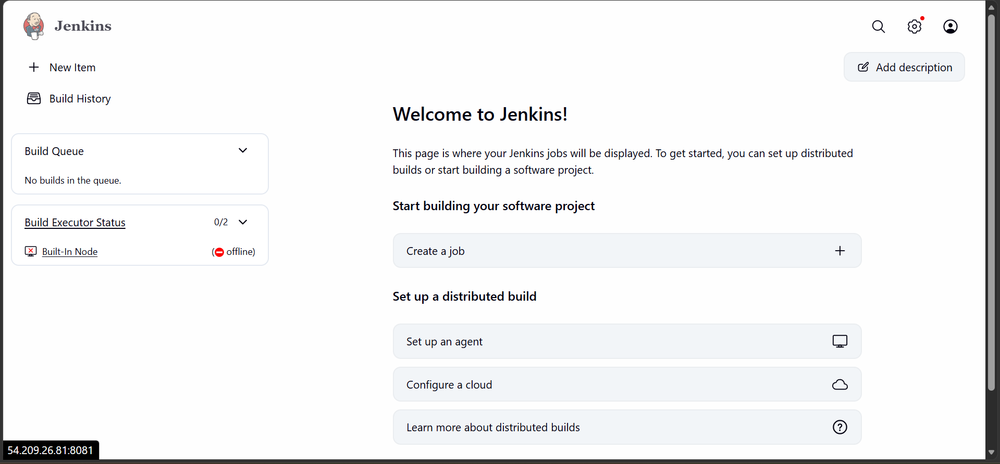 Jenkins
New Item
Add description
Build History
Build Queue
No builds in the queue.
Build Executor Status 0/2
Built-In Node (offline)
Welcome to Jenkins!
This page is where your Jenkins jobs will be displayed. To get started, you can set up distributed
builds or start building a software project.
Start building your software project
Create a job
Set up a distributed build
Set up an agent
Configure a cloud
Learn more about distributed builds
54.209.26.81:8081